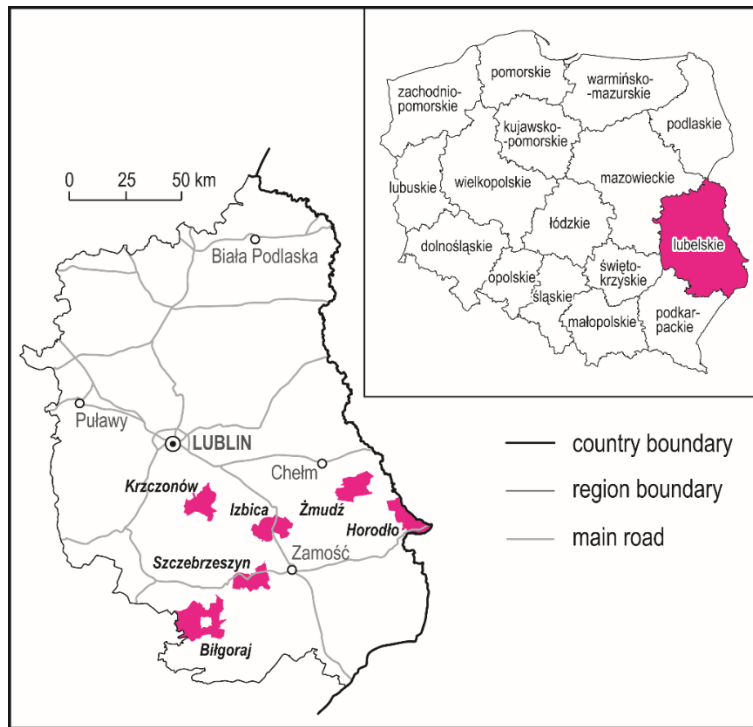 zachodnio-
pomorskie
pomorskie
warmińsko-
mazurskie
podlaskie
kujawsko-
pomorskie
lubuskie
wielkopolskie
mazowieckie
łódzkie
lubelskie
dolnośląskie
opolskie
śląskie
święto-
krzyskie
małopolskie
podkar-
packie
0 25 50 km
Biała Podlaska
Puławy
LUBLIN
Chełm
Krzczonów
Izbica
Żmudź
Horodło
Szczebrzeszyn
Zamość
Biłgoraj
country boundary
region boundary
main road